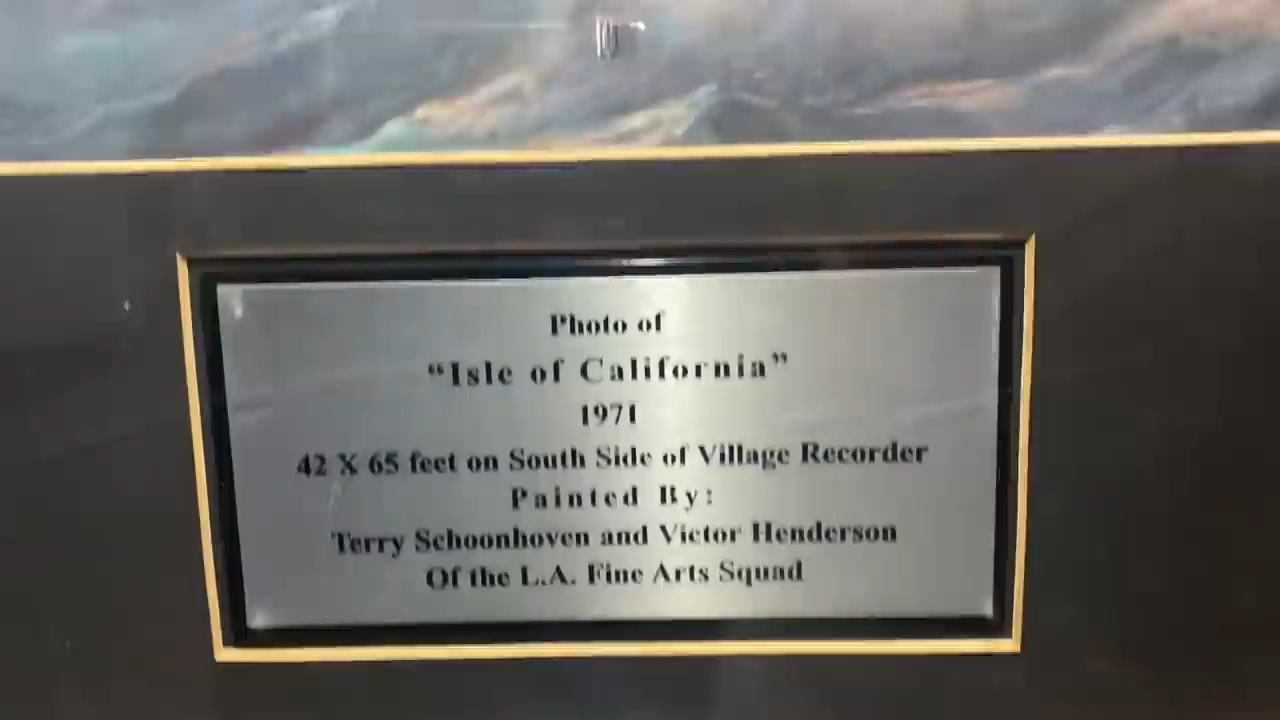 Photo of
“Isle of California”
1971
42 X 65 feet on South Side of Village Recorder
Painted By:
Terry Schoonhoven and Victor Henderson
Of the L.A. Fine Arts Squad